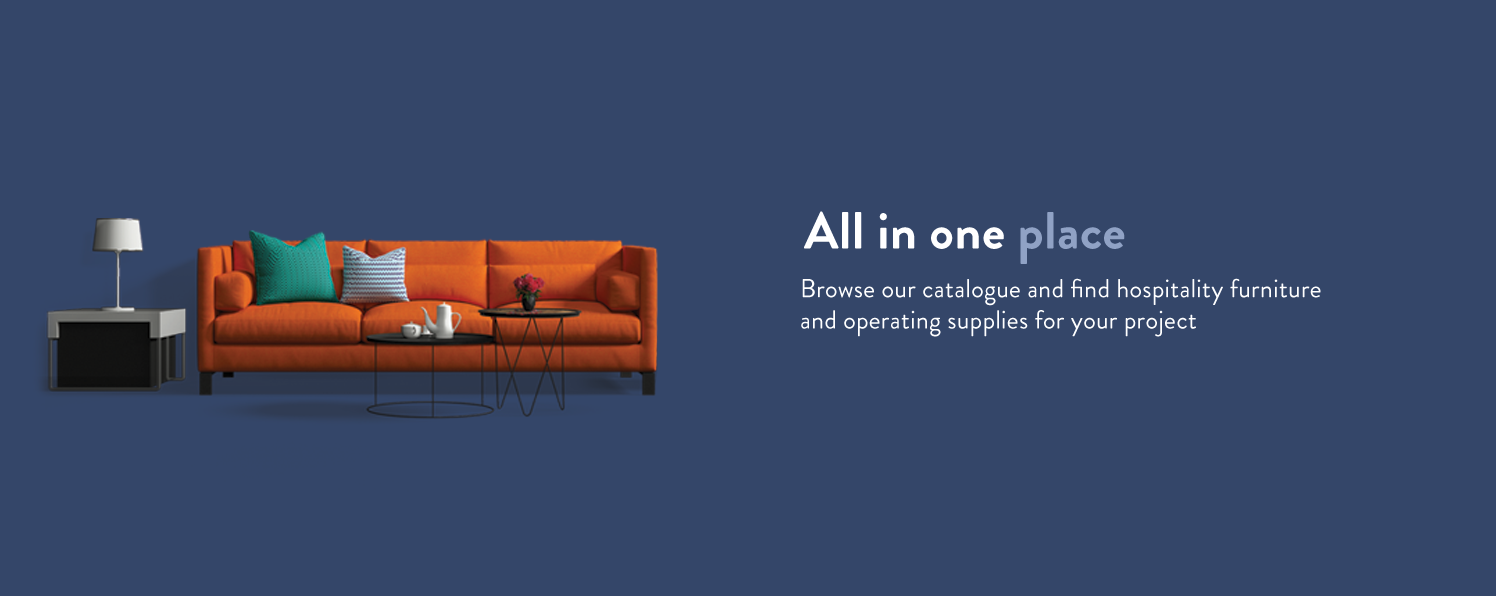 All in one place
Browse our catalogue and find hospitality furniture
and operating supplies for your project